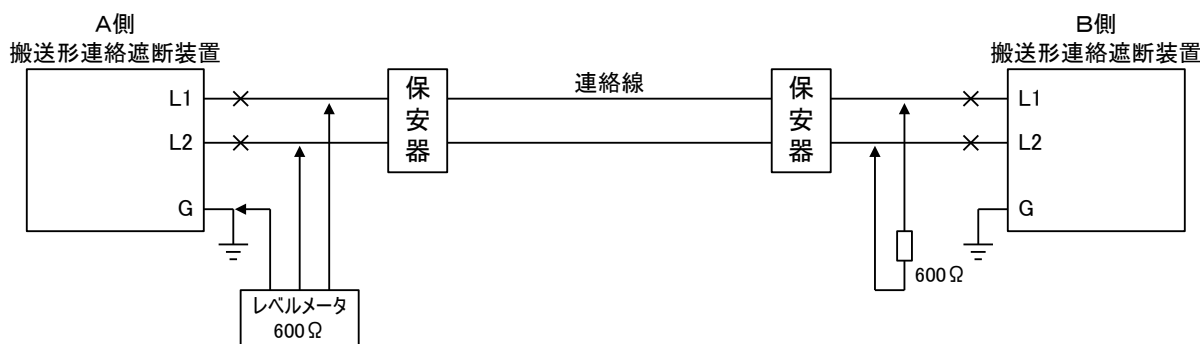 A側
搬送形連絡遮断装置
B側
搬送形連絡遮断装置
L1
L2
G
保安器
連絡線
保安器
L1
L2
G
レベルメータ
600Ω
600Ω